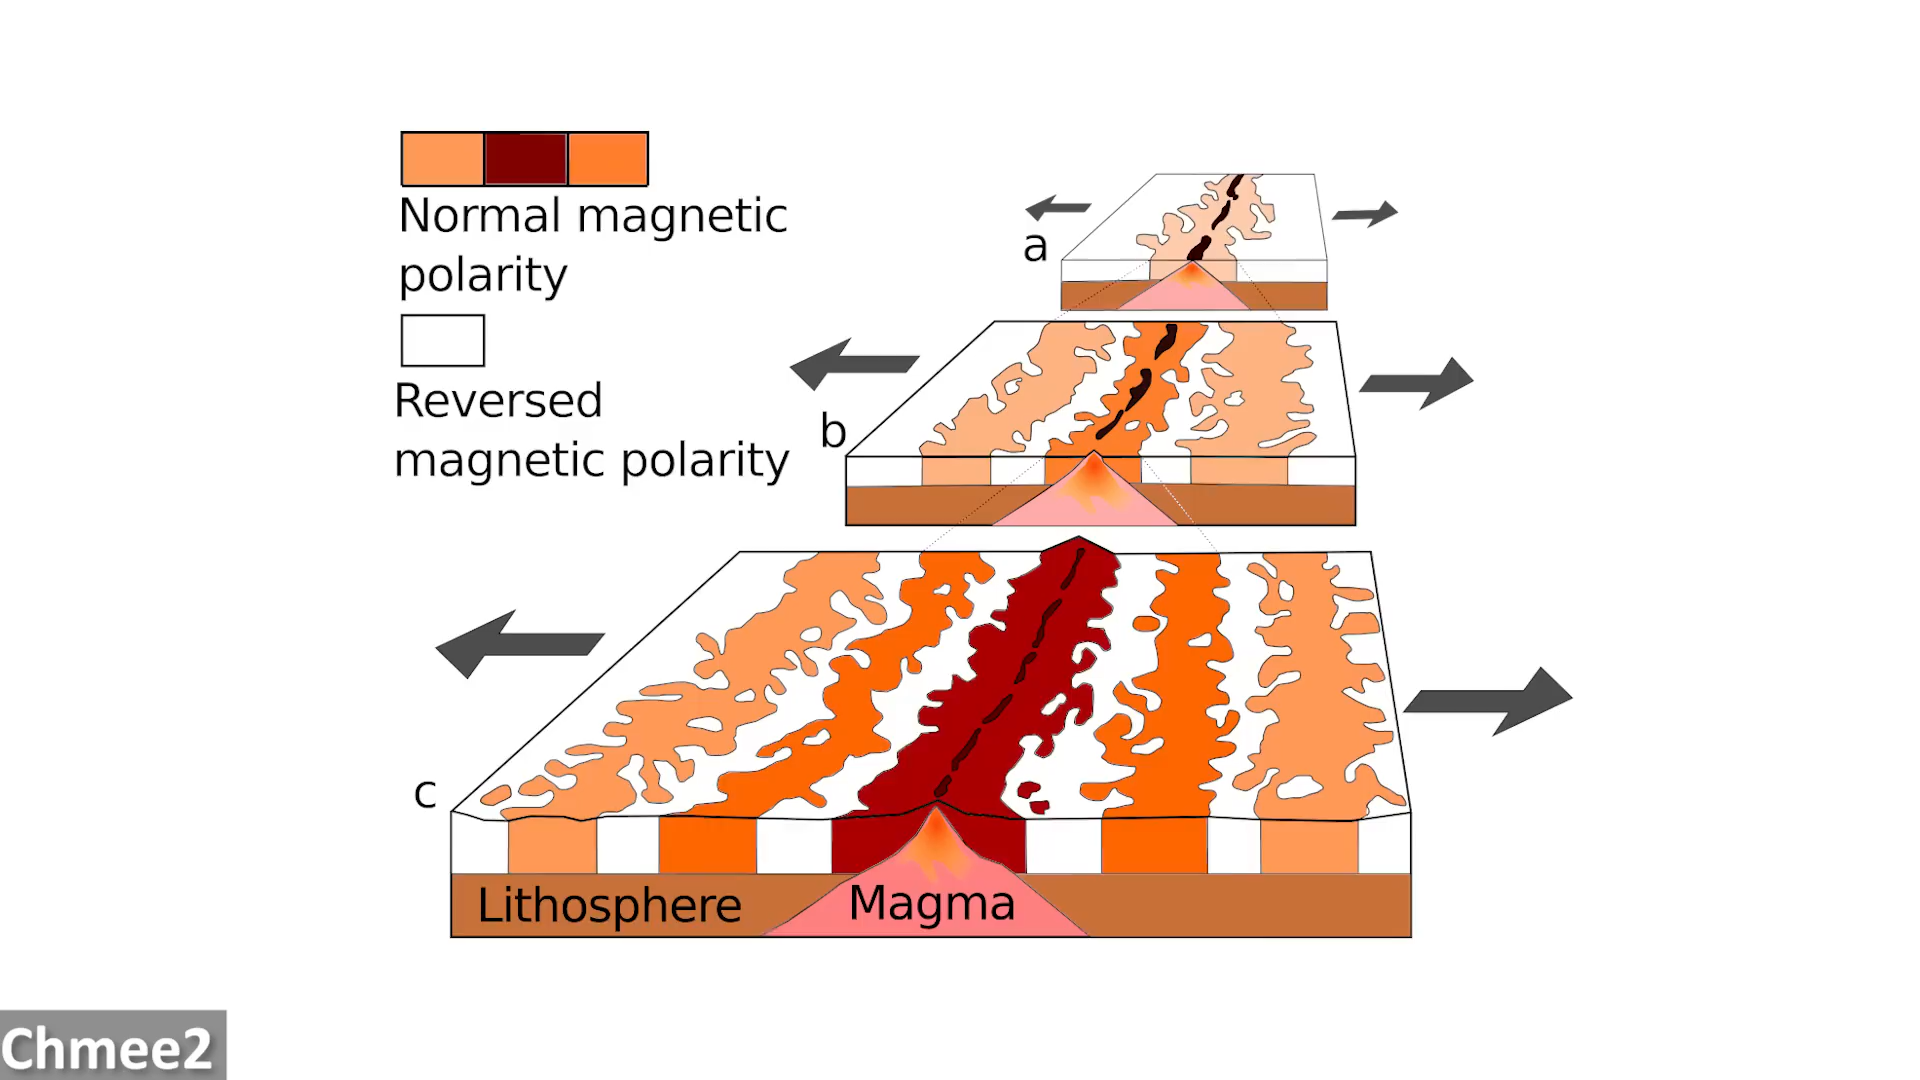 Normal magnetic
polarity
Reversed
magnetic polarity
a
b
c
Lithosphere
Magma
Chmee2